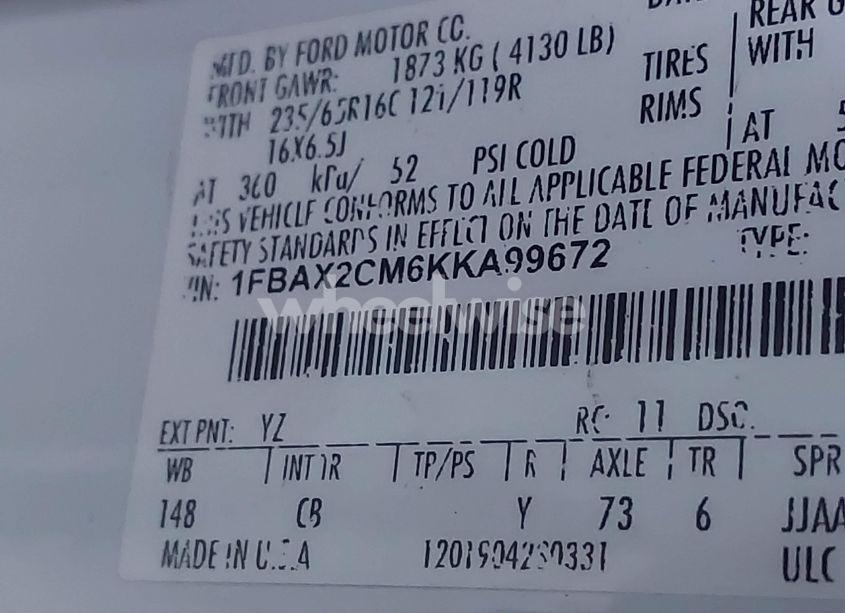 MFD. BY FORD MOTOR CO.
FRONT GAWR: 1873 KG ( 4130 LB)
REAR G
WITH 235/65R16C 121/119R TIRES
WITH
16X6.5J RIMS
AT 360 kPa/ 52 PSI COLD
AT 5
THIS VEHICLE CONFORMS TO ALL APPLICABLE FEDERAL MO
SAFETY STANDARDS IN EFFECT ON THE DATE OF MANUFAC
VIN: 1FBAX2CM6KKA99672
TYPE:
wheelwise
EXT PNT: YZ RC: 11 DSO:
WB INT TR TP/PS R AXLE TR SPR
148 CB Y 73 6 JJAA
MADE IN U.S.A
ULC